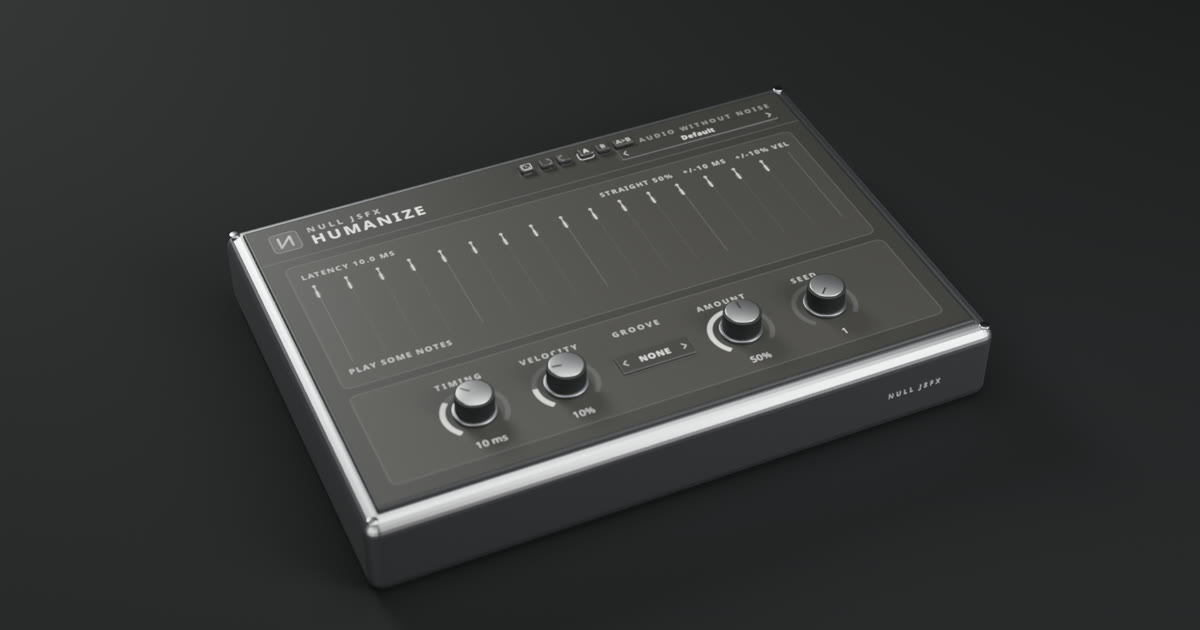 NULL JSFX
HUMANIZE
A
B
A>B
AUDIO WITHOUT NOISE
< Default >
LATENCY 10.0 MS
STRAIGHT 50%
+/-10 MS
+/-10% VEL
PLAY SOME NOTES
TIMING
10 ms
VELOCITY
10%
GROOVE
< NONE >
AMOUNT
50%
SEED
1
NULL JSFX